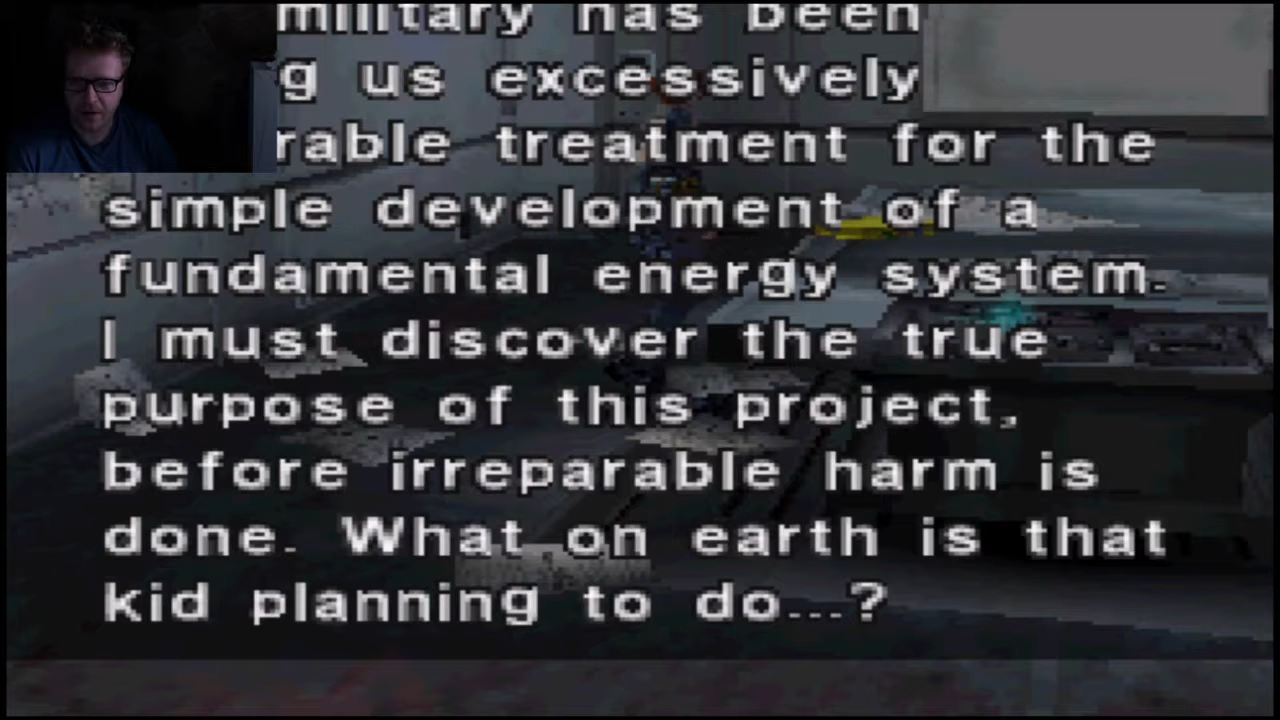 military has been
g us excessively
rable treatment for the
simple development of a
fundamental energy system.
I must discover the true
purpose of this project,
before irreparable harm is
done. What on earth is that
kid planning to do...?